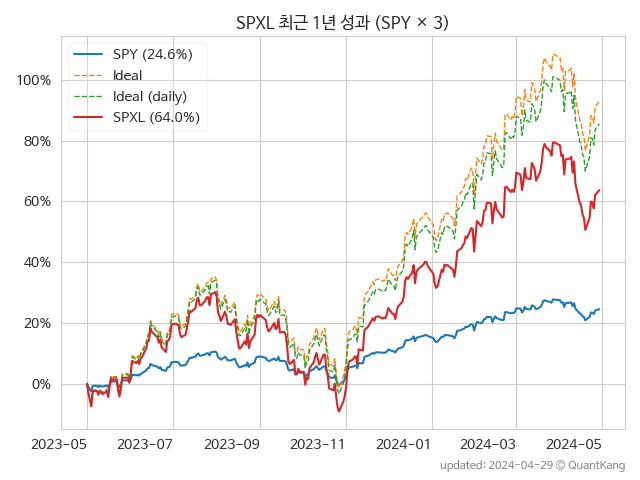 SPXL 최근 1년 성과 (SPY × 3)
SPY (24.6%)
Ideal
Ideal (daily)
SPXL (64.0%)
100%
80%
60%
40%
20%
0%
2023-05 2023-07 2023-09 2023-11 2024-01 2024-03 2024-05
updated: 2024-04-29 © QuantKang